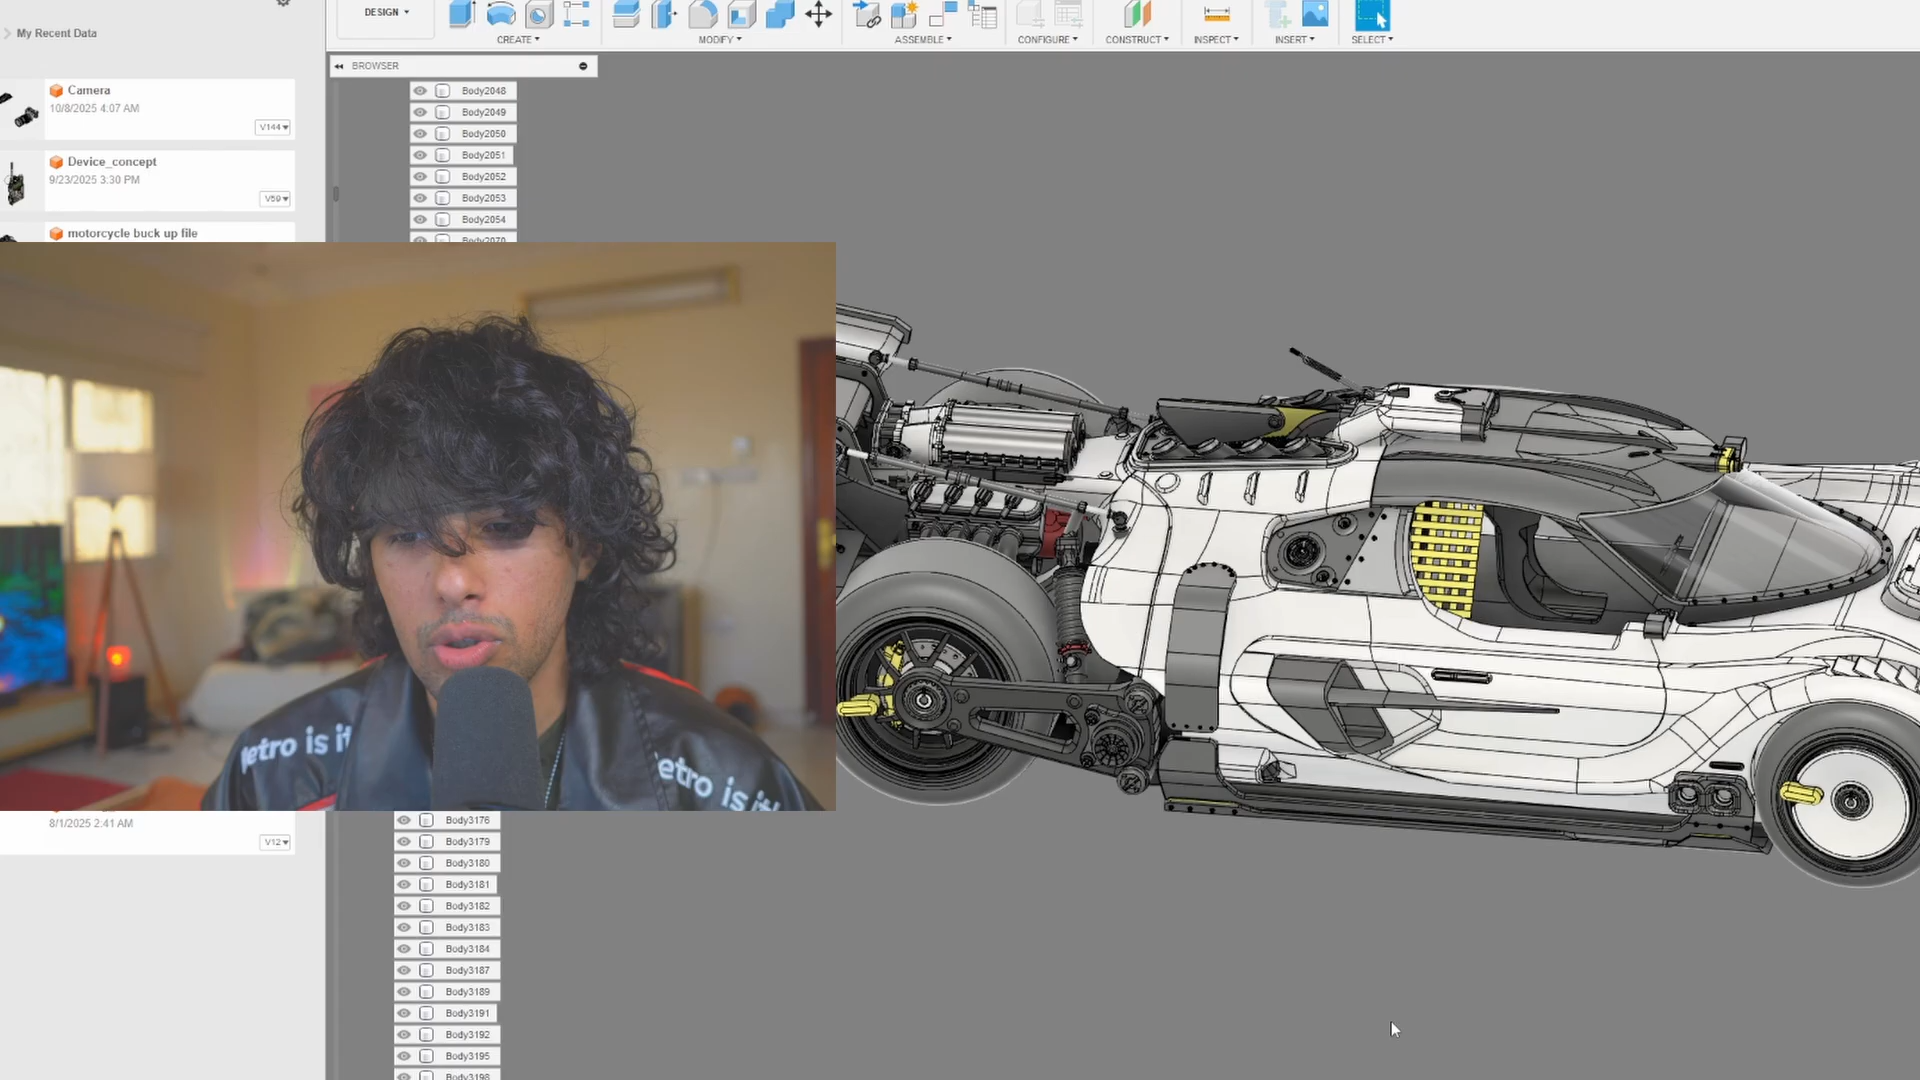 DESIGN
CREATE
MODIFY
ASSEMBLE
CONFIGURE
CONSTRUCT
INSPECT
INSERT
SELECT
My Recent Data
Camera
10/8/2025 4:07 AM
V144
Device_concept
9/23/2025 3:30 PM
V59
motorcycle buck up file
8/1/2025 2:41 AM
V12
BROWSER
Body2048
Body2049
Body2050
Body2051
Body2052
Body2053
Body2054
Body2070
retro is it
etro is it!
Body3176
Body3179
Body3180
Body3181
Body3182
Body3183
Body3184
Body3187
Body3189
Body3191
Body3192
Body3195
Body3198